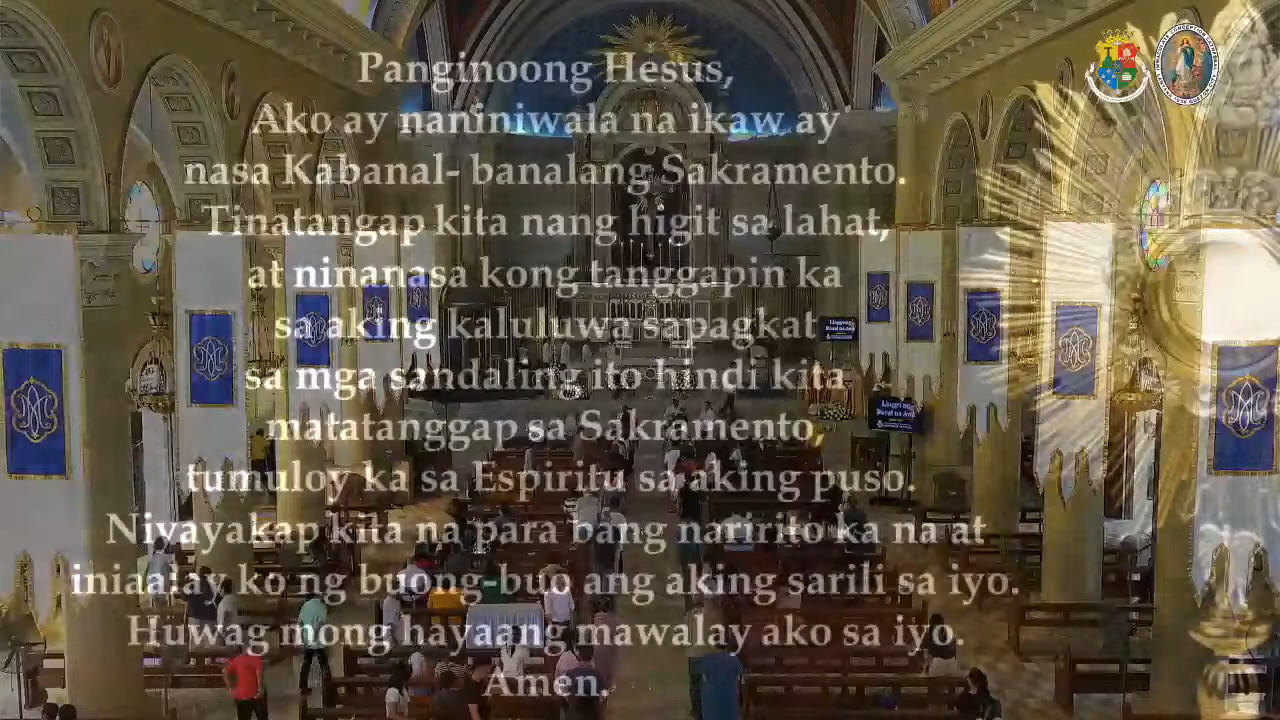 Panginoong Hesus,
Ako ay naniniwala na ikaw ay
nasa Kabanal- banalang Sakramento.
Tinatangap kita nang higit sa lahat,
at ninanasa kong tanggapin ka
sa aking kaluluwa sapagkat
sa mga sandaling ito hindi kita
matatanggap sa Sakramento
tumuloy ka sa Espiritu sa aking puso.
Niyayakap kita na para bang naririto ka na at
iniaalay ko ng buong-buo ang aking sarili sa iyo.
Huwag mong hayaang mawalay ako sa iyo.
Amen.